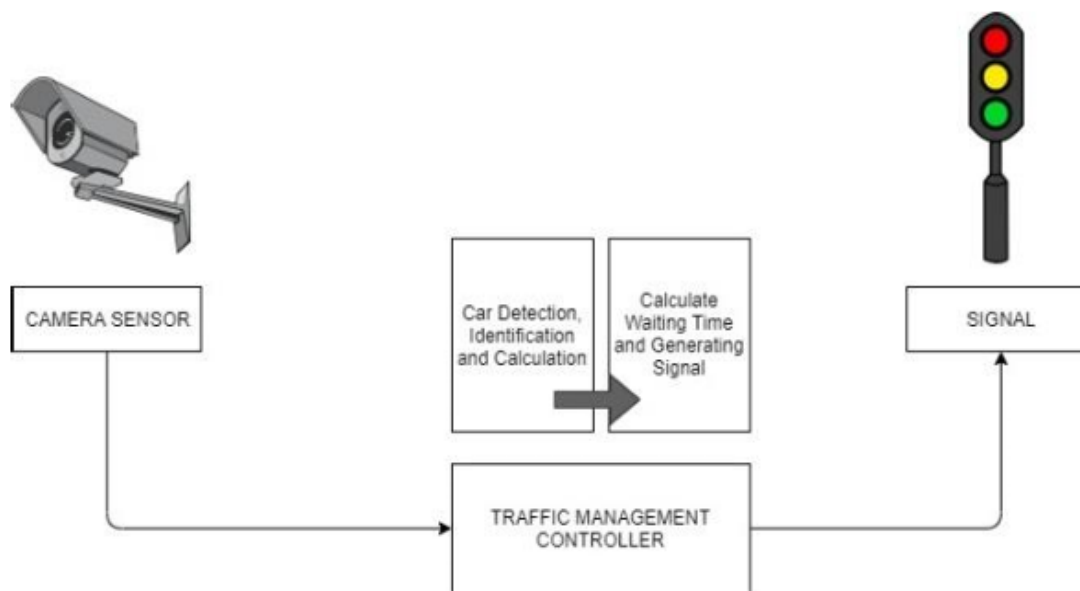 CAMERA SENSOR
Car Detection,
Identification
and Calculation
Calculate
Waiting Time
and Generating
Signal
SIGNAL
TRAFFIC MANAGEMENT
CONTROLLER